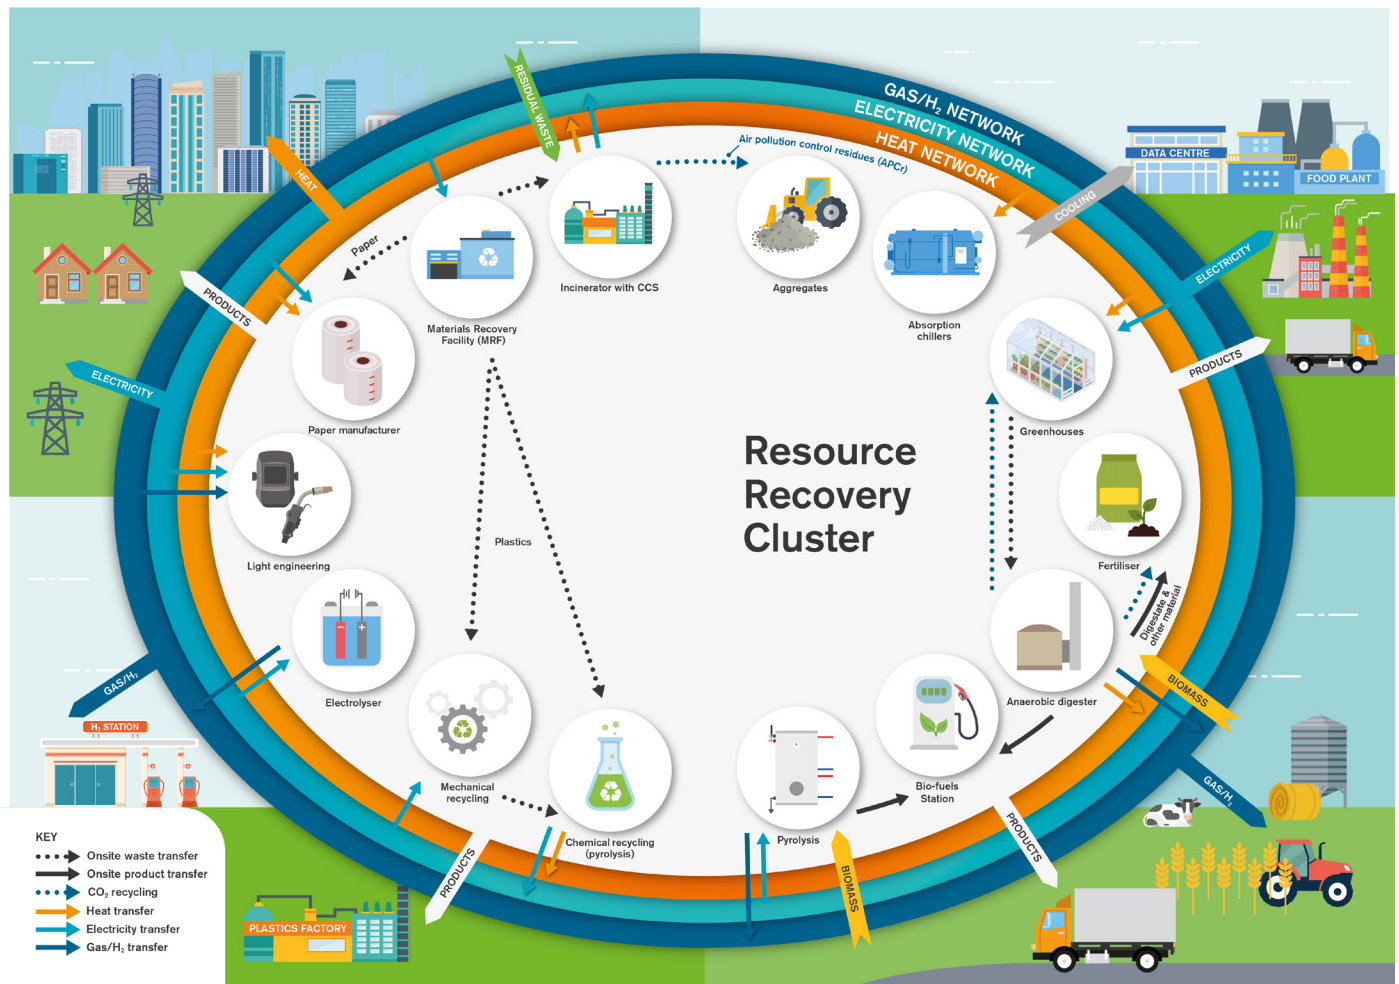 RESIDUAL WASTE
GAS/H₂ NETWORK
ELECTRICITY NETWORK
HEAT NETWORK
Air pollution control residues (APCr)
DATA CENTRE
FOOD PLANT
HEAT
COOLING
Paper
Incinerator with CCS
Aggregates
ELECTRICITY
PRODUCTS
Materials Recovery
Facility (MRF)
Absorption
chillers
PRODUCTS
ELECTRICITY
Paper manufacturer
Greenhouses
Resource
Recovery
Cluster
Plastics
Light engineering
Fertiliser
Digestate &
other material
GAS/H₂
Electrolyser
Anaerobic digester
BIOMASS
H₂ STATION
Mechanical
recycling
Bio-fuels
Station
GAS/H₂
Chemical recycling
(pyrolysis)
Pyrolysis
PRODUCTS
PRODUCTS
BIOMASS
KEY
Onsite waste transfer
Onsite product transfer
CO₂ recycling
Heat transfer
Electricity transfer
Gas/H₂ transfer
PLASTICS FACTORY